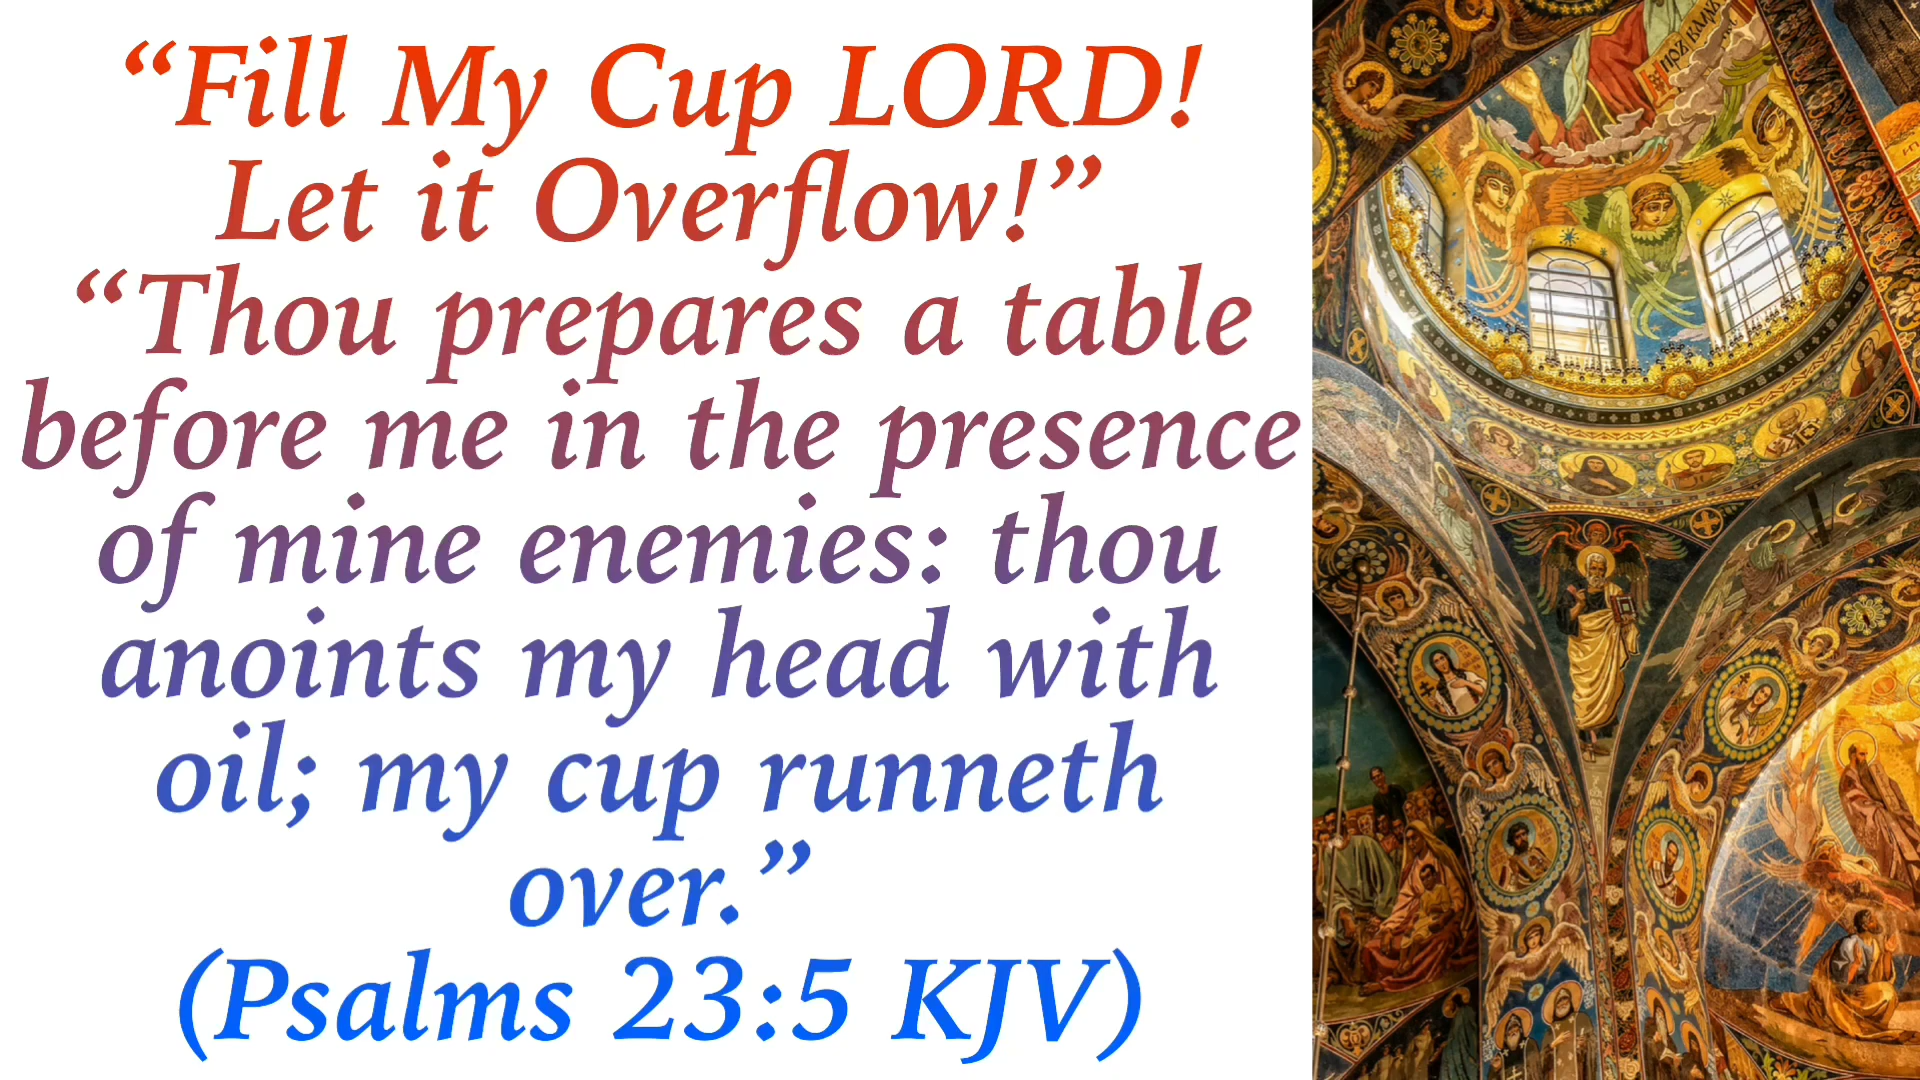 “Fill My Cup LORD!
Let it Overflow!”
“Thou prepares a table
before me in the presence
of mine enemies: thou
anoints my head with
oil; my cup runneth
over.”
(Psalms 23:5 KJV)